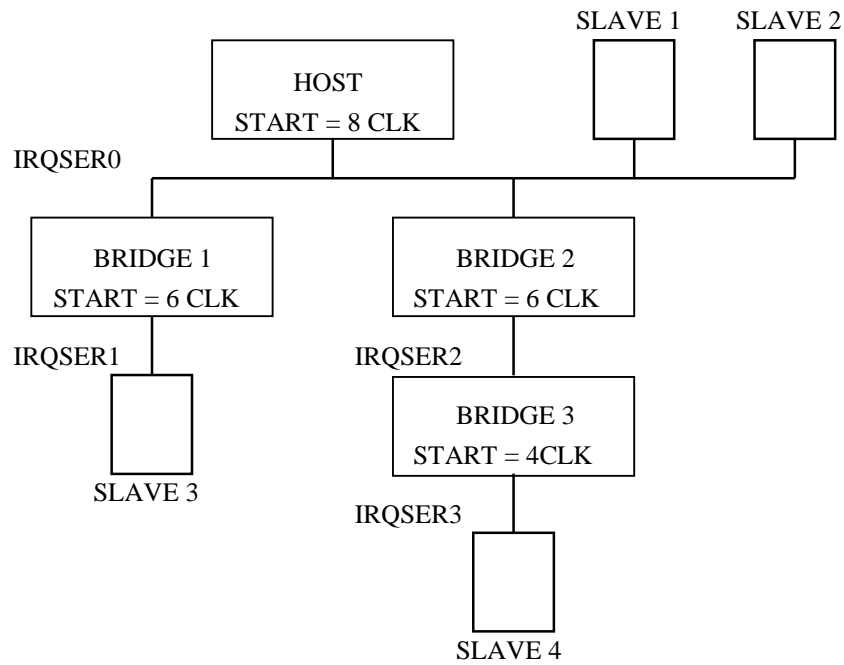 SLAVE 1
SLAVE 2
HOST
START = 8 CLK
IRQSER0
BRIDGE 1
START = 6 CLK
BRIDGE 2
START = 6 CLK
IRQSER1
IRQSER2
BRIDGE 3
START = 4CLK
SLAVE 3
IRQSER3
SLAVE 4